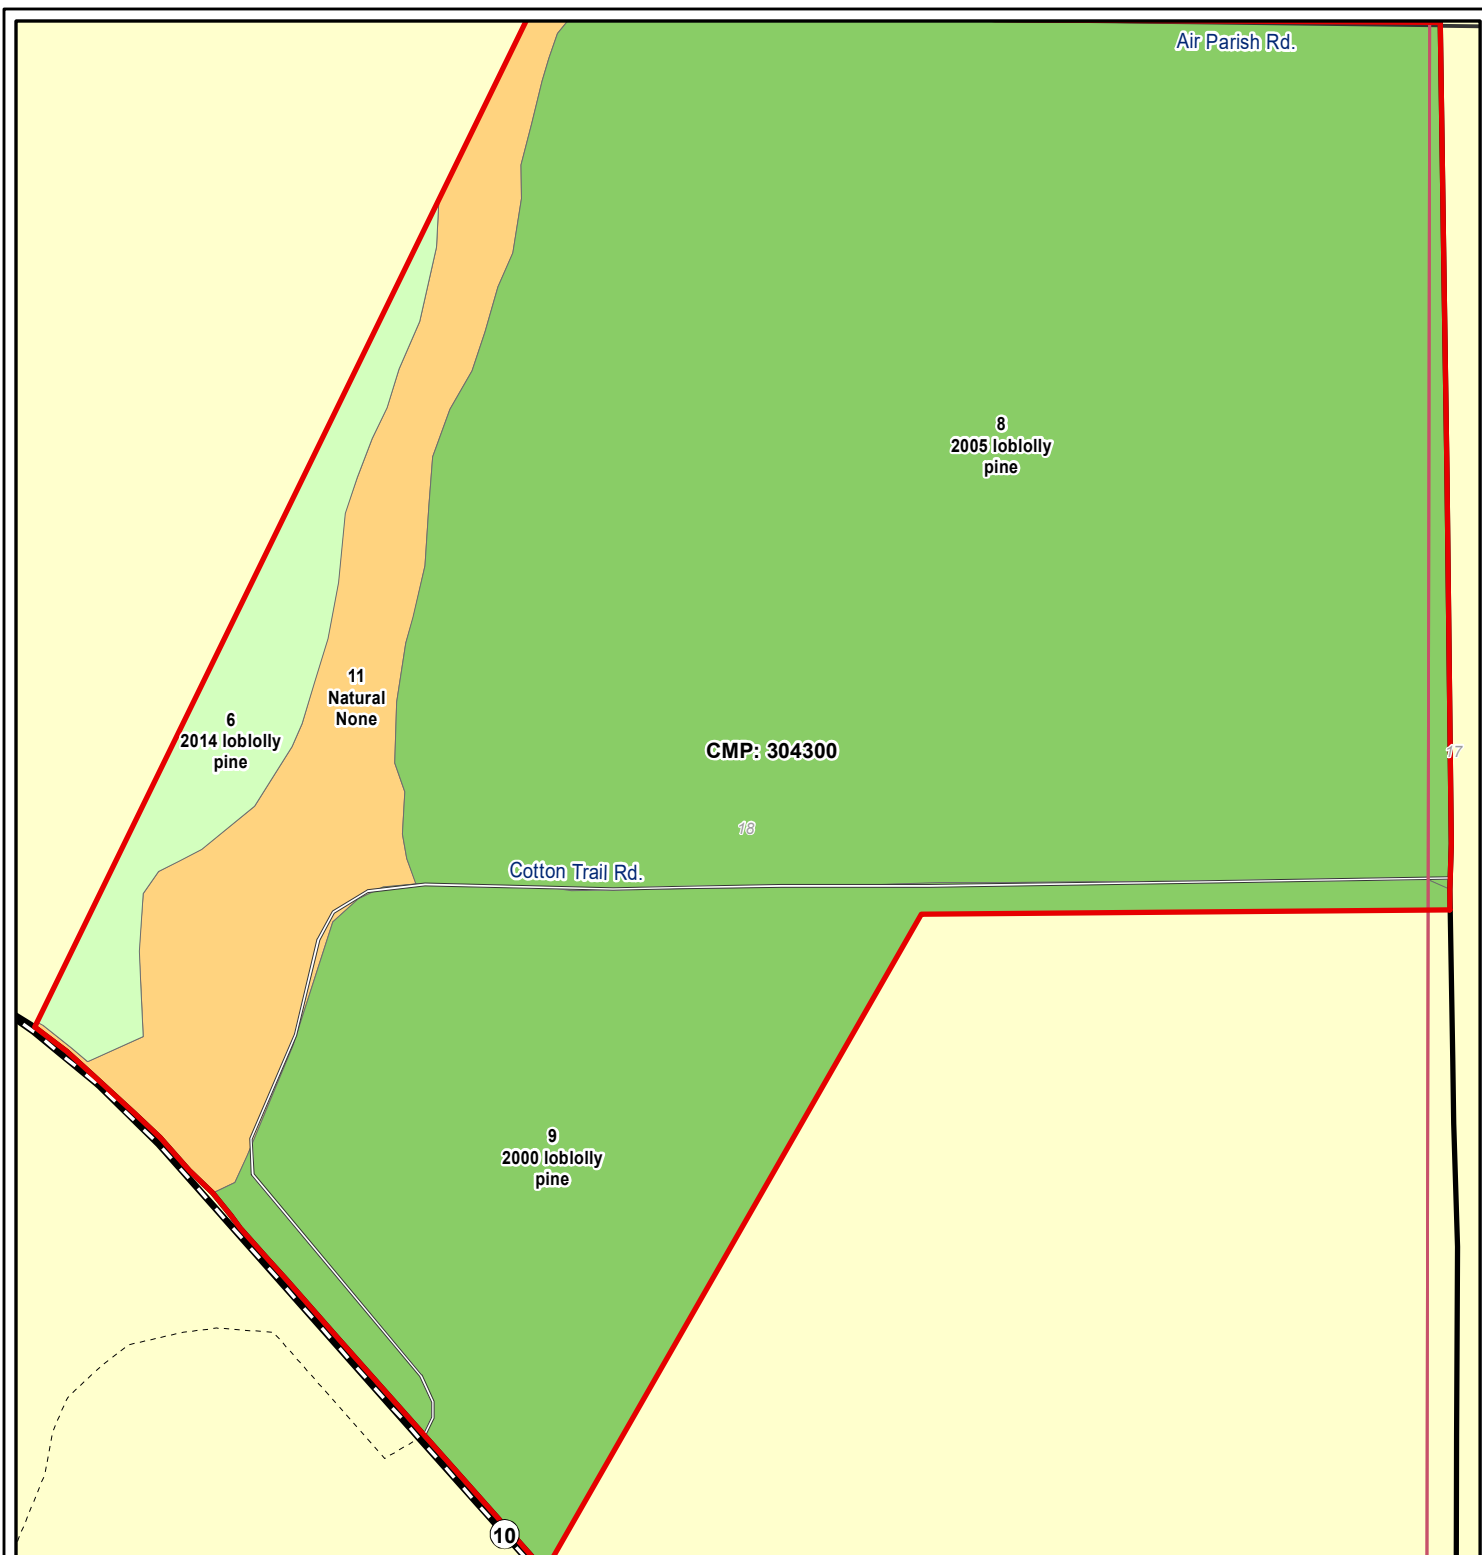 Air Parish Rd.
8
2005 loblolly
pine
11
Natural
None
6
2014 loblolly
pine
CMP: 304300
17
18
Cotton Trail Rd.
9
2000 loblolly
pine
10